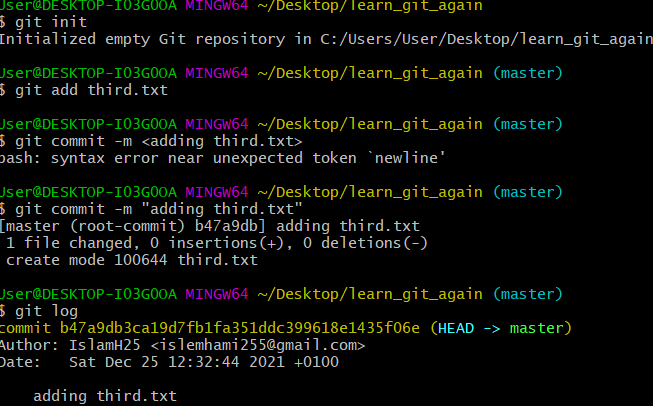 User@DESKTOP-IO3GOOA MINGW64 ~/Desktop/learn_git_again
$ git init
Initialized empty Git repository in C:/Users/User/Desktop/learn_git_again
User@DESKTOP-IO3GOOA MINGW64 ~/Desktop/learn_git_again (master)
$ git add third.txt
User@DESKTOP-IO3GOOA MINGW64 ~/Desktop/learn_git_again (master)
$ git commit -m <adding third.txt>
bash: syntax error near unexpected token `newline'
User@DESKTOP-IO3GOOA MINGW64 ~/Desktop/learn_git_again (master)
$ git commit -m "adding third.txt"
[master (root-commit) b47a9db] adding third.txt
1 file changed, 0 insertions(+), 0 deletions(-)
create mode 100644 third.txt
User@DESKTOP-IO3GOOA MINGW64 ~/Desktop/learn_git_again (master)
$ git log
commit b47a9db3ca19d7fb1fa351ddc399618e1435f06e (HEAD -> master)
Author: IslamH25 <islemhami255@gmail.com>
Date:   Sat Dec 25 12:32:44 2021 +0100
adding third.txt